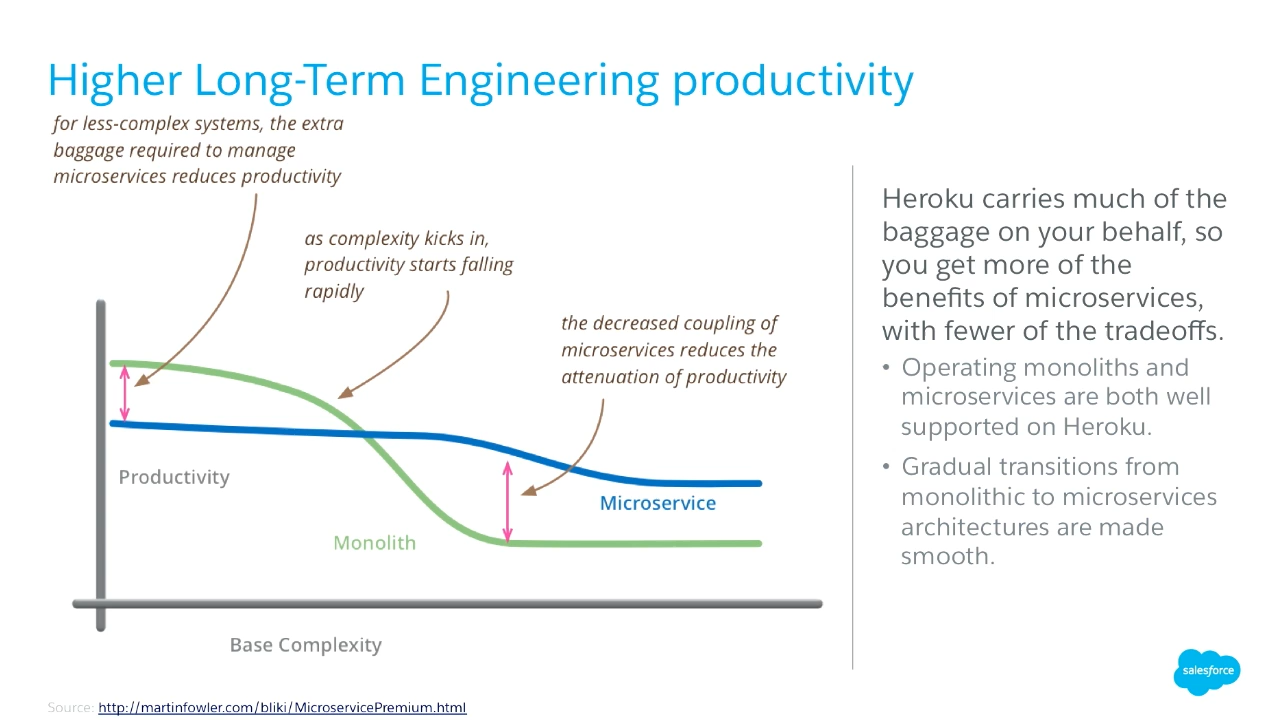 Higher Long-Term Engineering productivity
for less-complex systems, the extra
baggage required to manage
microservices reduces productivity
as complexity kicks in,
productivity starts falling
rapidly
the decreased coupling of
microservices reduces the
attenuation of productivity
Productivity
Microservice
Monolith
Base Complexity
Heroku carries much of the
baggage on your behalf, so
you get more of the
benefits of microservices,
with fewer of the tradeoffs.
• Operating monoliths and
microservices are both well
supported on Heroku.
• Gradual transitions from
monolithic to microservices
architectures are made
smooth.
salesforce
Source: http://martinfowler.com/bliki/MicroservicePremium.html